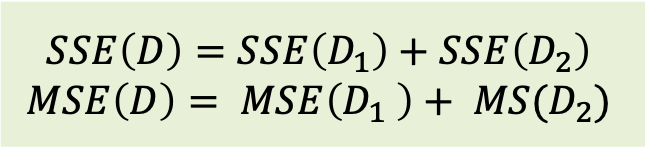 SSE(D) = SSE(D₁) + SSE(D₂)
MSE(D) = MSE(D₁ ) + MS(D₂)